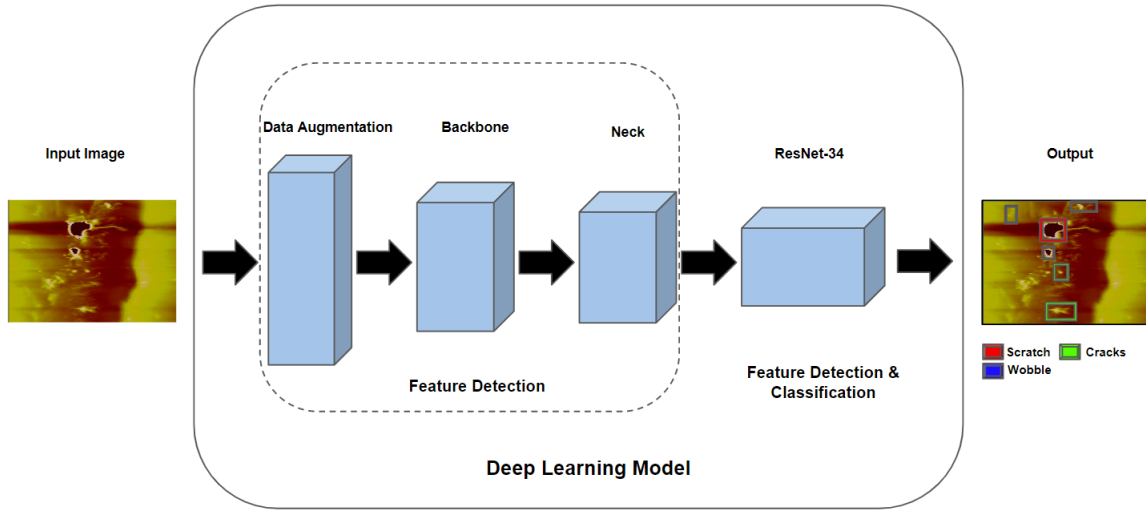 Input Image
Data Augmentation
Backbone
Neck
ResNet-34
Output
Feature Detection
Feature Detection &
Classification
Deep Learning Model
Scratch
Cracks
Wobble